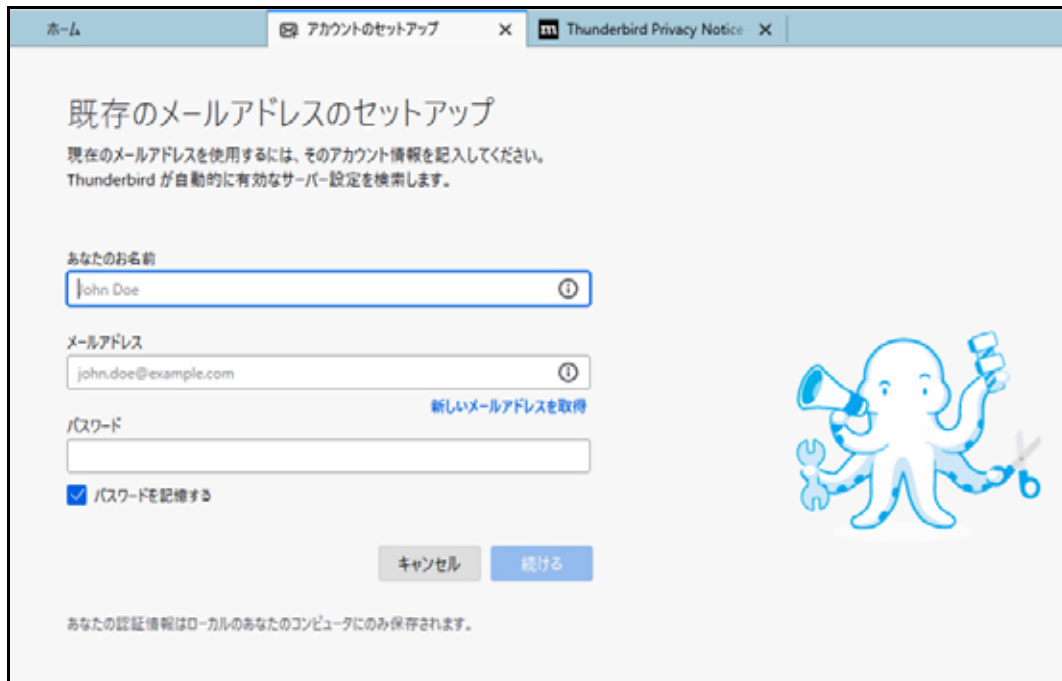 ホーム
アカウントのセットアップ
m Thunderbird Privacy Notice
既存のメールアドレスのセットアップ
現在のメールアドレスを使用するには、そのアカウント情報を記入してください。
Thunderbird が自動的に有効なサーバー設定を検索します。
あなたのお名前
John Doe
メールアドレス
john.doe@example.com
新しいメールアドレスを取得
パスワード
パスワードを記憶する
キャンセル
続ける
あなたの認証情報はローカルのあなたのコンピュータにのみ保存されます。